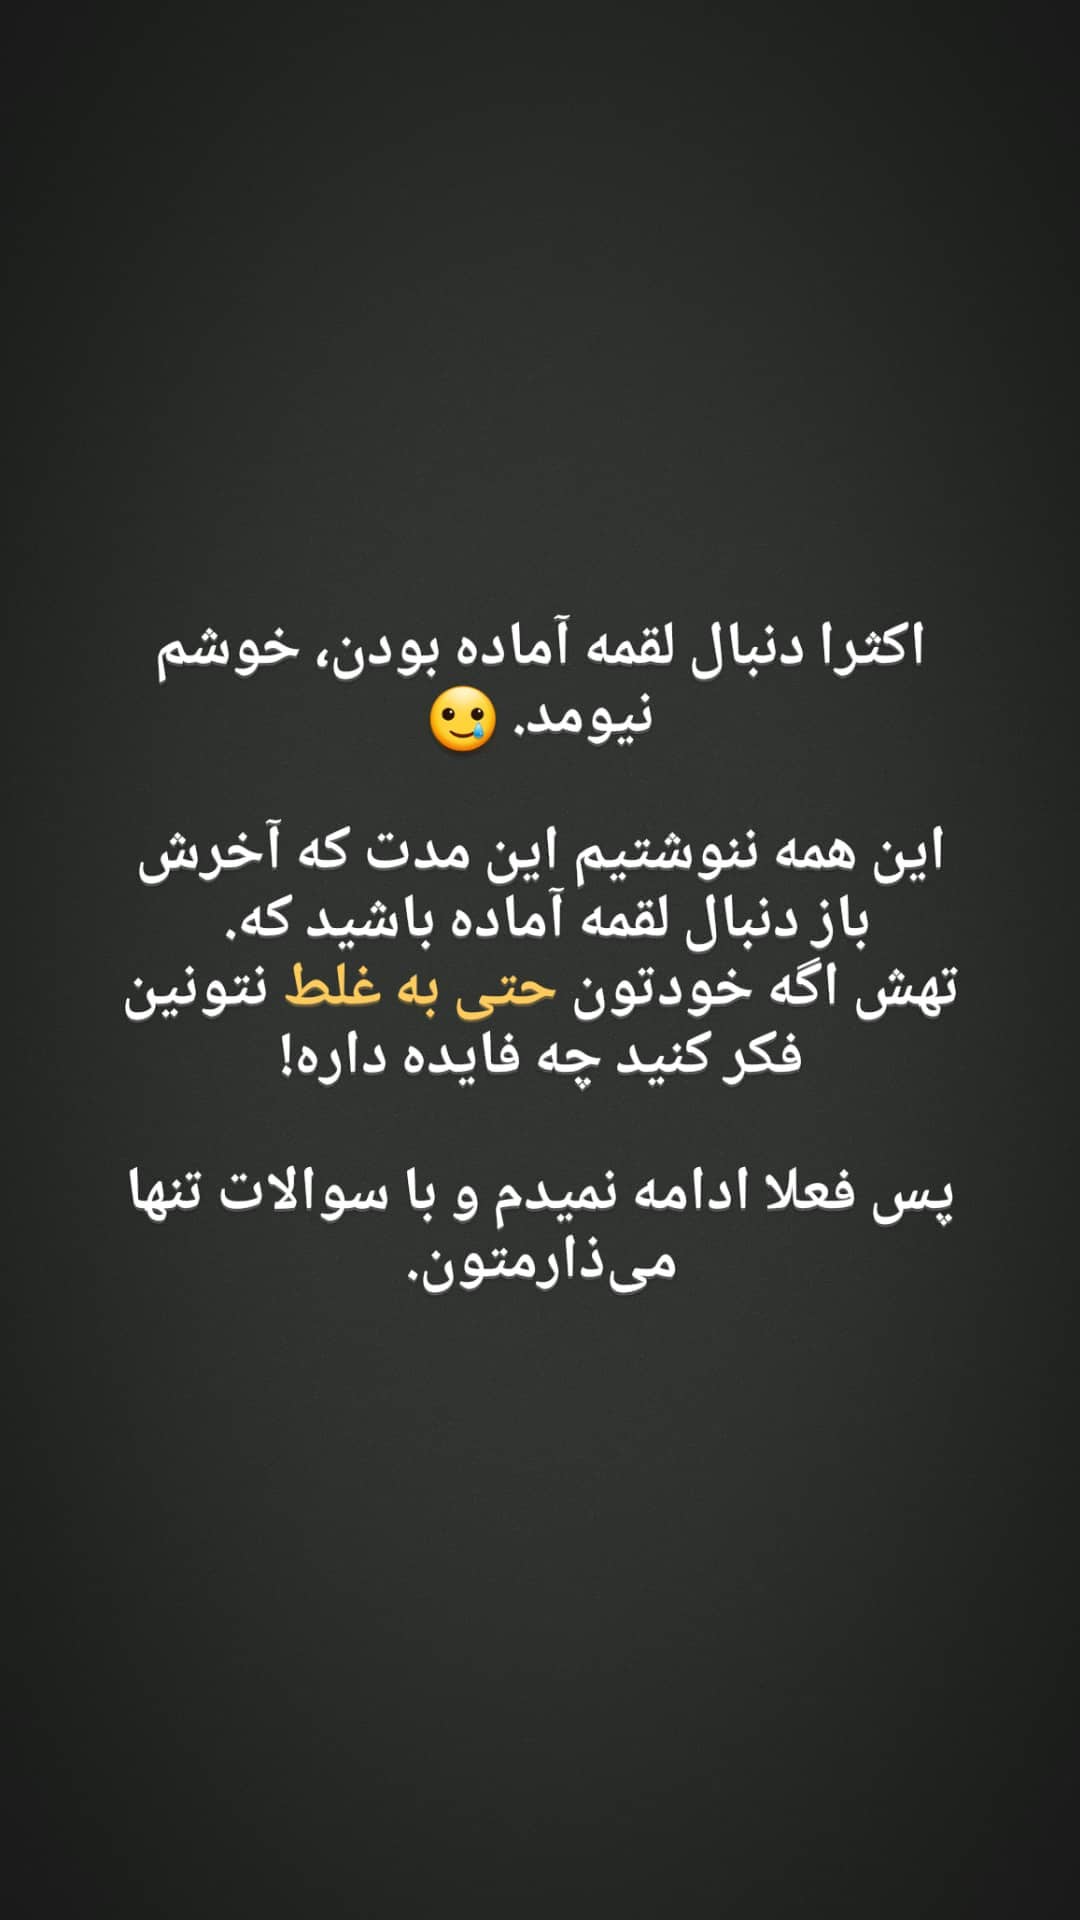 اکثرا دنبال لقمه آماده بودن، خوشم
نیومد. 🥲
این همه ننوشتیم این مدت که آخرش
باز دنبال لقمه آماده باشید که.
تهش اگه خودتون حتی به غلط نتونین
فکر کنید چه فایده داره!
پس فعلا ادامه نمیدم و با سوالات تنها
می‌ذارمتون.